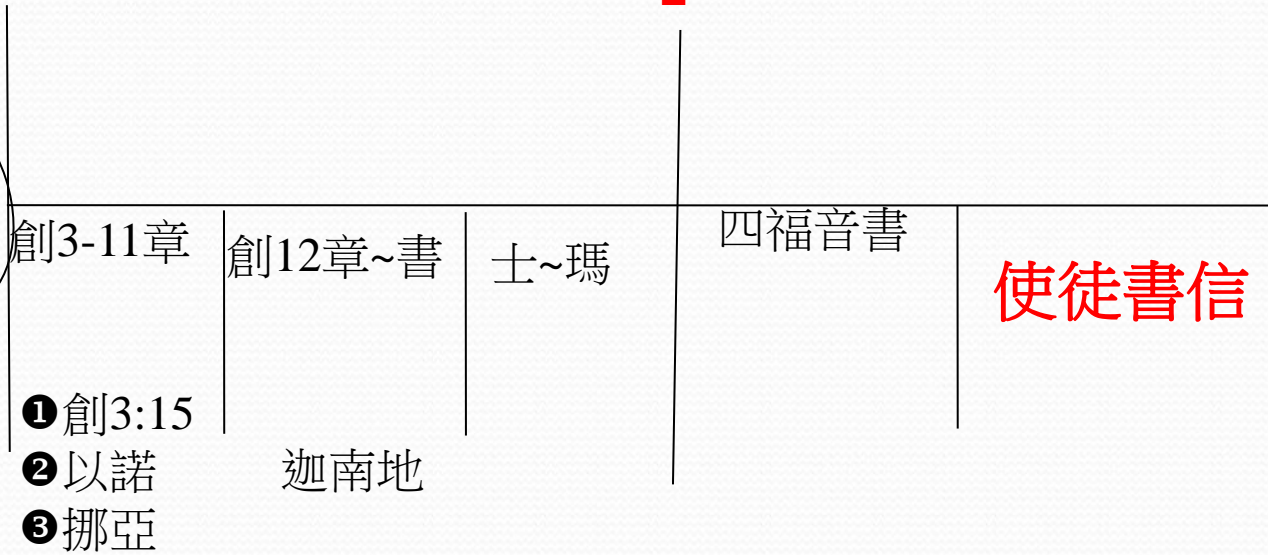 創3-11章
創12章~書
士~瑪
四福音書
使徒書信
❶創3:15
❷以諾
迦南地
❸挪亞